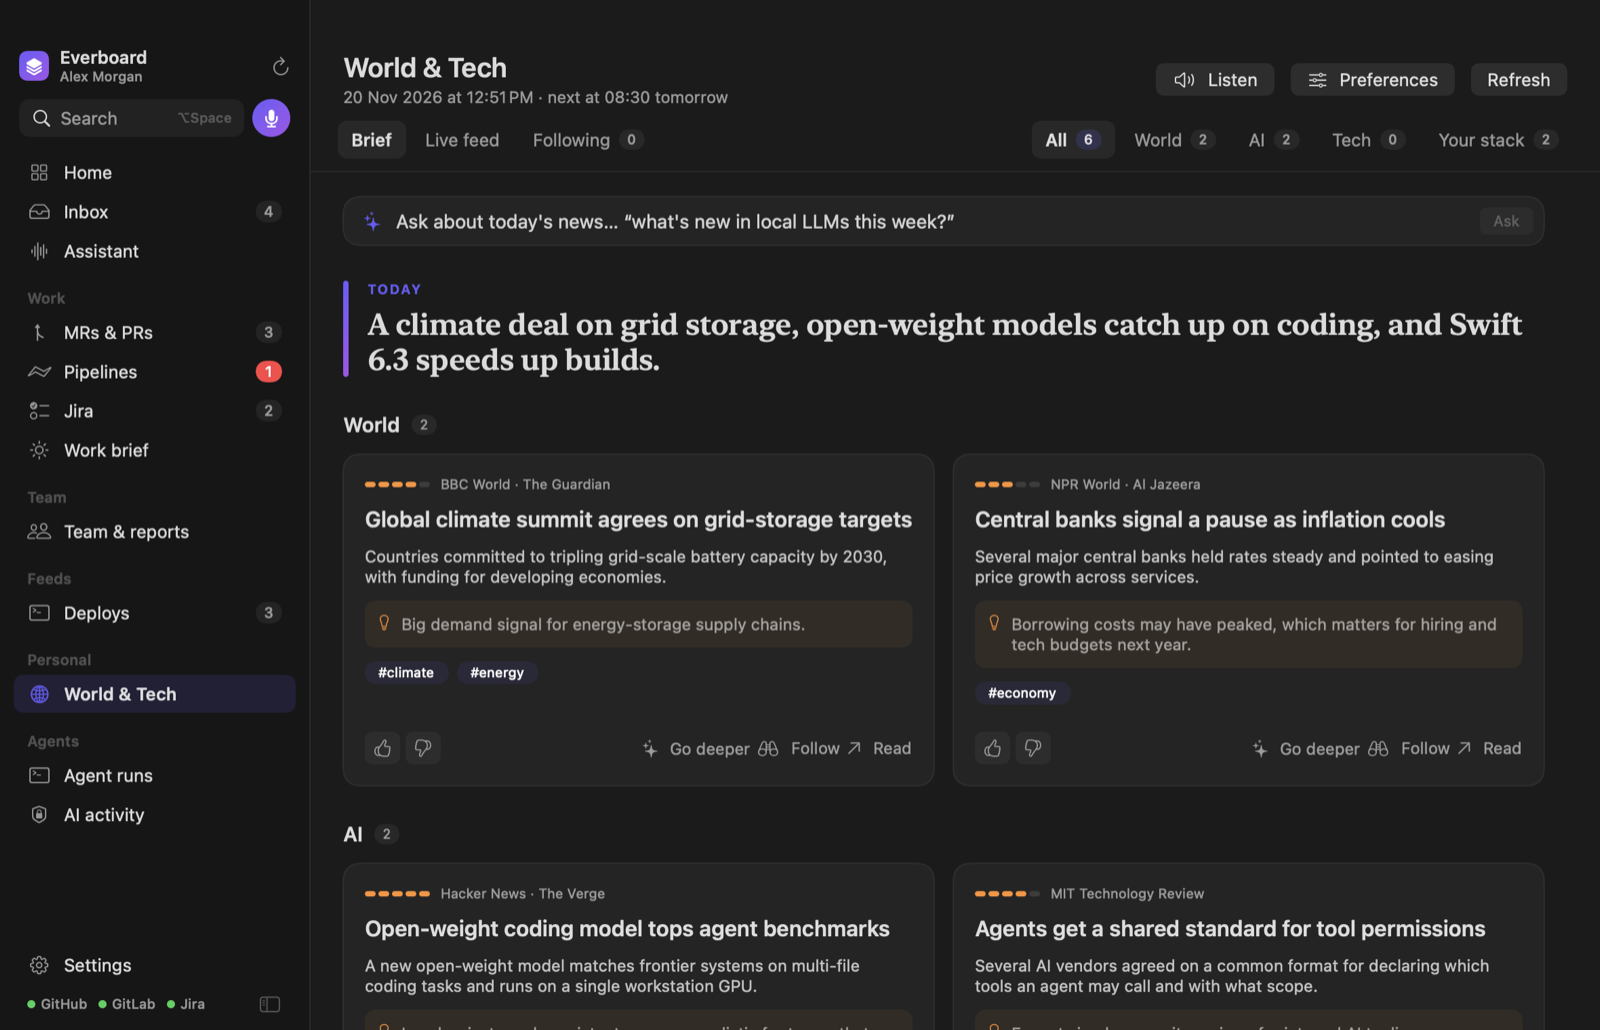 Everboard
Alex Morgan
Search ⌥Space
Home
Inbox 4
Assistant
Work
MRs & PRs 3
Pipelines 1
Jira 2
Work brief
Team
Team & reports
Feeds
Deploys 3
Personal
World & Tech
Agents
Agent runs
AI activity
Settings
GitHub GitLab Jira
World & Tech
20 Nov 2026 at 12:51 PM · next at 08:30 tomorrow
Listen Preferences Refresh
Brief Live feed Following 0
All 6 World 2 AI 2 Tech 0 Your stack 2
Ask about today's news... “what's new in local LLMs this week?” Ask
TODAY
A climate deal on grid storage, open-weight models catch up on coding, and Swift
6.3 speeds up builds.
World 2
BBC World · The Guardian
Global climate summit agrees on grid-storage targets
Countries committed to tripling grid-scale battery capacity by 2030,
with funding for developing economies.
Big demand signal for energy-storage supply chains.
#climate #energy
Go deeper Follow Read
NPR World · Al Jazeera
Central banks signal a pause as inflation cools
Several major central banks held rates steady and pointed to easing
price growth across services.
Borrowing costs may have peaked, which matters for hiring and
tech budgets next year.
#economy
Go deeper Follow Read
AI 2
Hacker News · The Verge
Open-weight coding model tops agent benchmarks
A new open-weight model matches frontier systems on multi-file
coding tasks and runs on a single workstation GPU.
MIT Technology Review
Agents get a shared standard for tool permissions
Several AI vendors agreed on a common format for declaring which
tools an agent may call and with what scope.